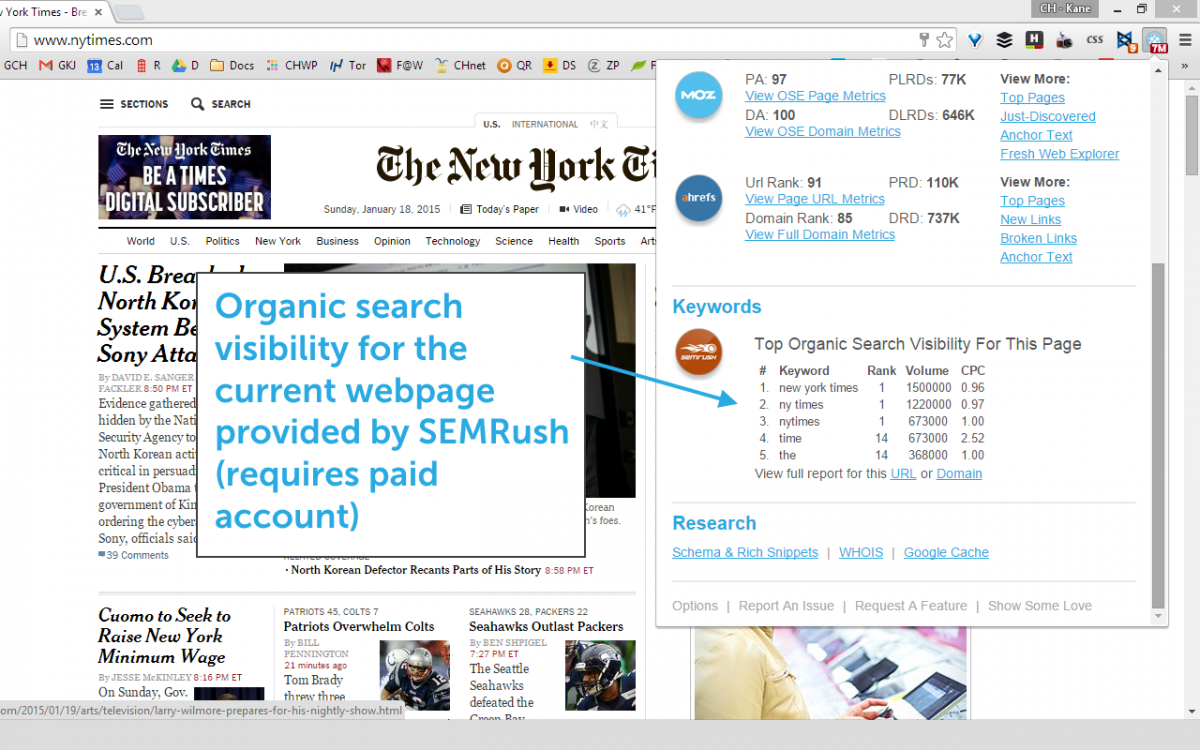 v York Times - Bre
CH - Kane
www.nytimes.com
css
9
7M
GCH
GKJ
13 Cal
R
D
Docs
CHWP
Tor
F@W
CHnet
QR
DS
ZP
F
»
SECTIONS
SEARCH
U.S. INTERNATIONAL 中文
The New York Times
BE A TIMES
DIGITAL SUBSCRIBER
The New York Ti
Sunday, January 18, 2015
Today's Paper
Video
41°F
World U.S. Politics New York Business Opinion Technology Science Health Sports Arts
U.S. Breached
North Kor
System Be
Sony Atta
By DAVID E. SANGER
FACKLER 8:50 PM ET
Evidence gathered
hidden by the Nati
Security Agency to
North Korean activ
critical in persuad
President Obama t
government of Kim
ordering the cyber
Sony, officials said
39 Comments
Organic search
visibility for the
current webpage
provided by SEMRush
(requires paid
account)
Korean
n's foes.
RELATED COVERAGE
· North Korean Defector Recants Parts of His Story 8:58 PM ET
Cuomo to Seek to
Raise New York
Minimum Wage
By JESSE McKINLEY 8:16 PM ET
On Sunday, Gov.
PATRIOTS 45, COLTS 7
Patriots Overwhelm Colts
By BILL
PENNINGTON
21 minutes ago
Tom Brady
threw three
SEAHAWKS 28, PACKERS 22
Seahawks Outlast Packers
By BEN SHPIGEL
7:27 PM ET
The Seattle
Seahawks
defeated the
Green Bay
om/2015/01/19/arts/television/larry-wilmore-prepares-for-his-nightly-show.html
MOZ
PA: 97 PLRDs: 77K
View OSE Page Metrics
DA: 100 DLRDs: 646K
View OSE Domain Metrics
View More:
Top Pages
Just-Discovered
Anchor Text
Fresh Web Explorer
ahrefs
Url Rank: 91 PRD: 110K
View Page URL Metrics
Domain Rank: 85 DRD: 737K
View Full Domain Metrics
View More:
Top Pages
New Links
Broken Links
Anchor Text
Keywords
semrush
Top Organic Search Visibility For This Page
# Keyword Rank Volume CPC
1. new york times 1 1500000 0.96
2. ny times 1 1220000 0.97
3. nytimes 1 673000 1.00
4. time 14 673000 2.52
5. the 14 368000 1.00
View full report for this URL or Domain
Research
Schema & Rich Snippets | WHOIS | Google Cache
Options | Report An Issue | Request A Feature | Show Some Love